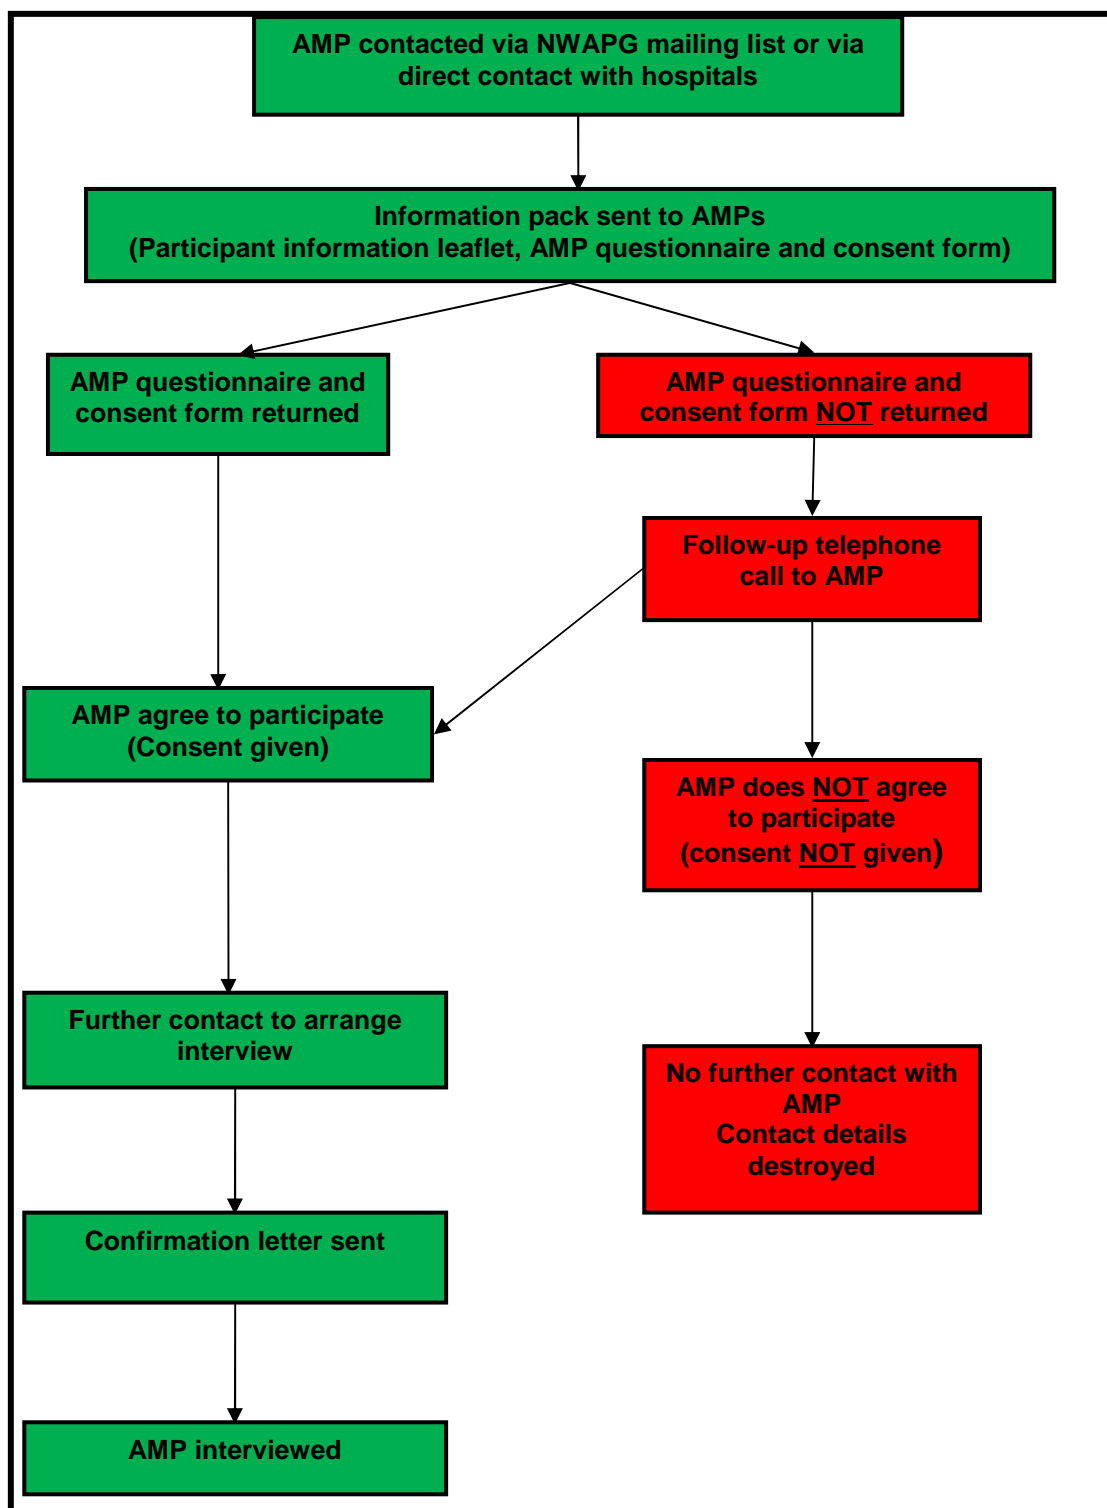 AMP contacted via NWAPG mailing list or via
direct contact with hospitals
Information pack sent to AMPs
(Participant information leaflet, AMP questionnaire and consent form)
AMP questionnaire and
consent form returned
AMP questionnaire and
consent form NOT returned
Follow-up telephone
call to AMP
AMP agree to participate
(Consent given)
AMP does NOT agree
to participate
(consent NOT given)
Further contact to arrange
interview
No further contact with
AMP
Contact details
destroyed
Confirmation letter sent
AMP interviewed